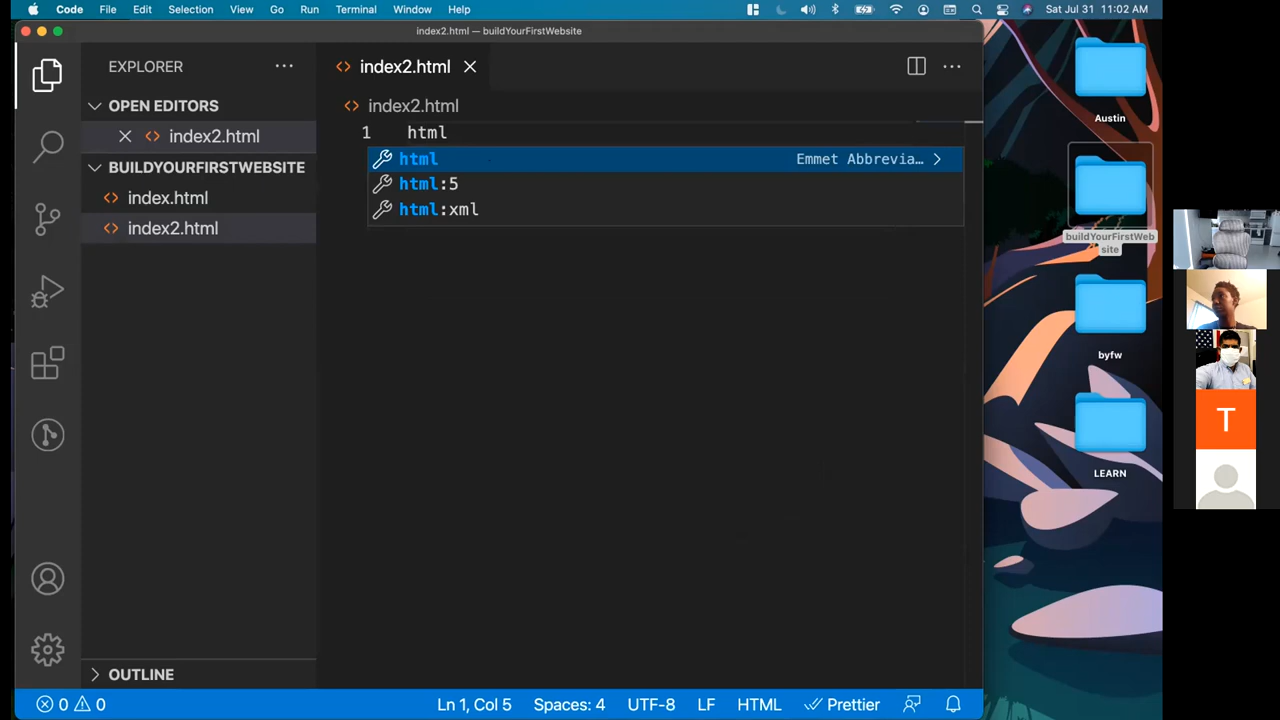 Code File Edit Selection View Go Run Terminal Window Help Sat Jul 31 11:02 AM
index2.html — buildYourFirstWebsite
EXPLORER
index2.html
OPEN EDITORS
index2.html
BUILDYOURFIRSTWEBSITE
index.html
index2.html
OUTLINE
index2.html
1 html
html Emmet Abbrevia…
html:5
html:xml
0 0 Ln 1, Col 5 Spaces: 4 UTF-8 LF HTML Prettier
Austin
buildYourFirstWeb
site
byfw
LEARN
T